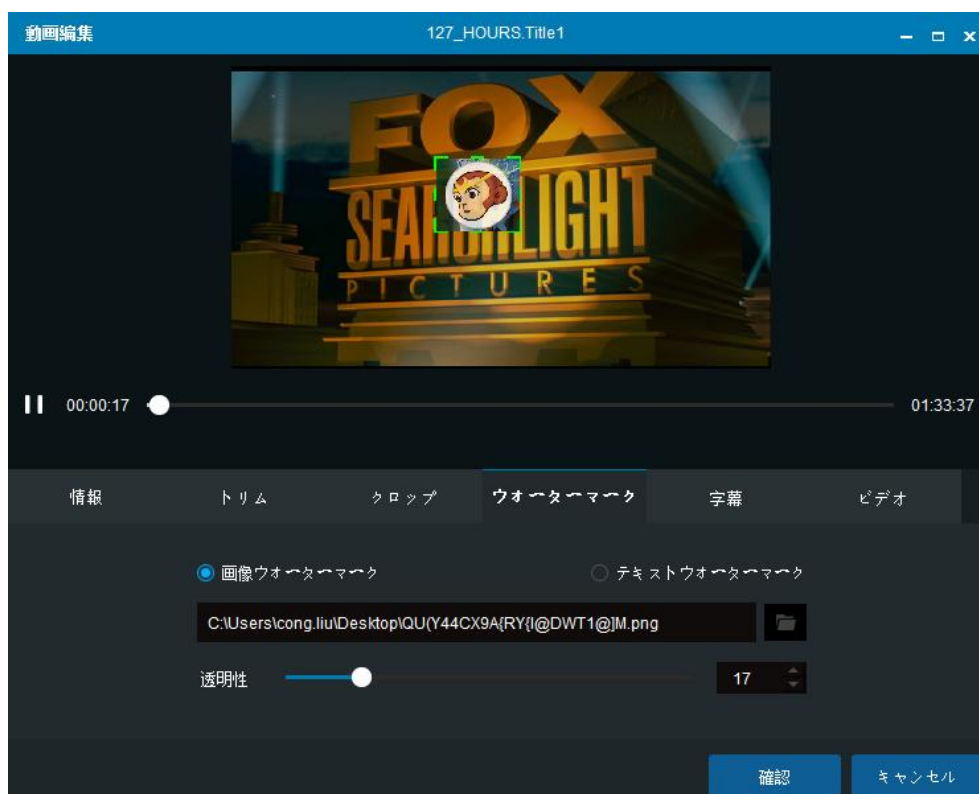 動画編集
127_HOURS.Title1
FOX
SEARCHLIGHT
PICTURES
00:00:17
01:33:37
情報
トリム
クロップ
ウォーターマーク
字幕
ビデオ
画像ウォーターマーク
テキストウォーターマーク
C:\Users\cong.liu\Desktop\QU(Y44CX9A{RY{I@DWT1@]M.png
透明性
17
確認
キャンセル